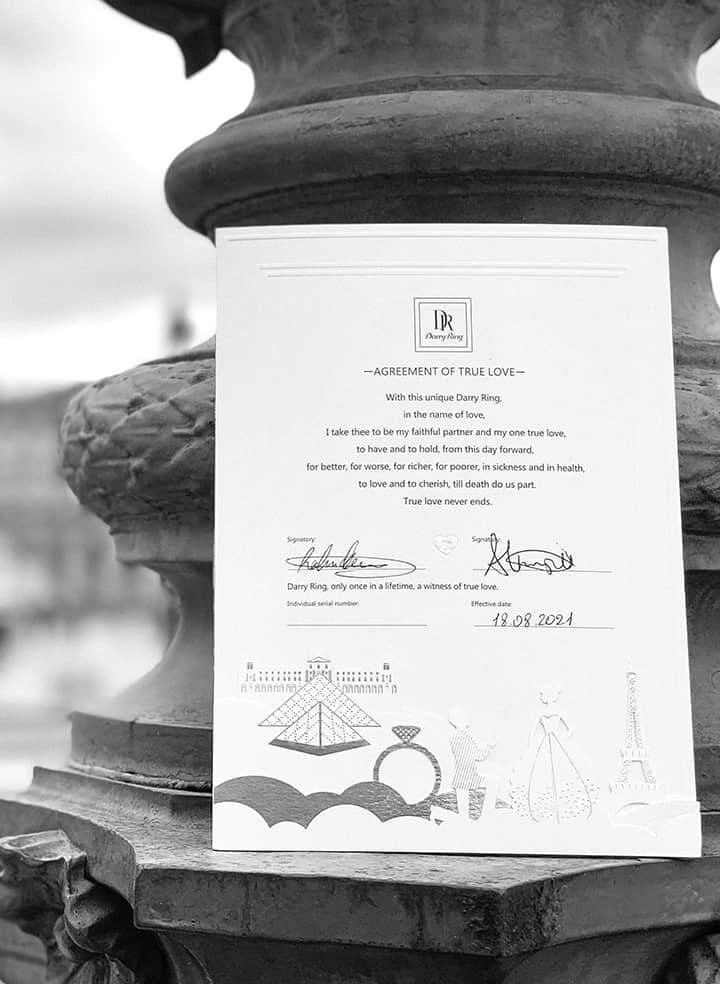 DR
Darry Ring
—AGREEMENT OF TRUE LOVE—
With this unique Darry Ring,
in the name of love,
I take thee to be my faithful partner and my one true love,
to have and to hold, from this day forward,
for better, for worse, for richer, for poorer, in sickness and in health,
to love and to cherish, till death do us part.
True love never ends.
Signatory: Signatory:
Darry Ring, only once in a lifetime, a witness of true love.
Individual serial number: Effective date:
18.08.2021